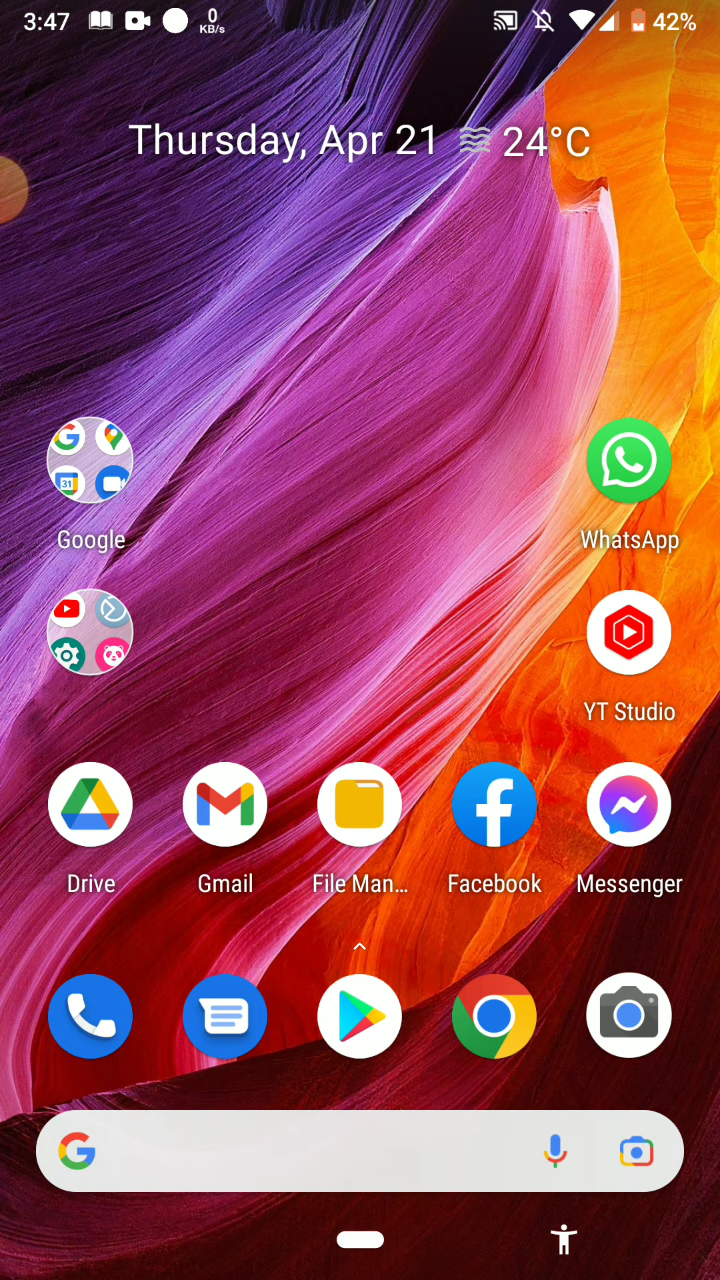 3:47 0 KB/s 42%
Thursday, Apr 21 24°C
31
Google WhatsApp
YT Studio
Drive Gmail File Man... Facebook Messenger